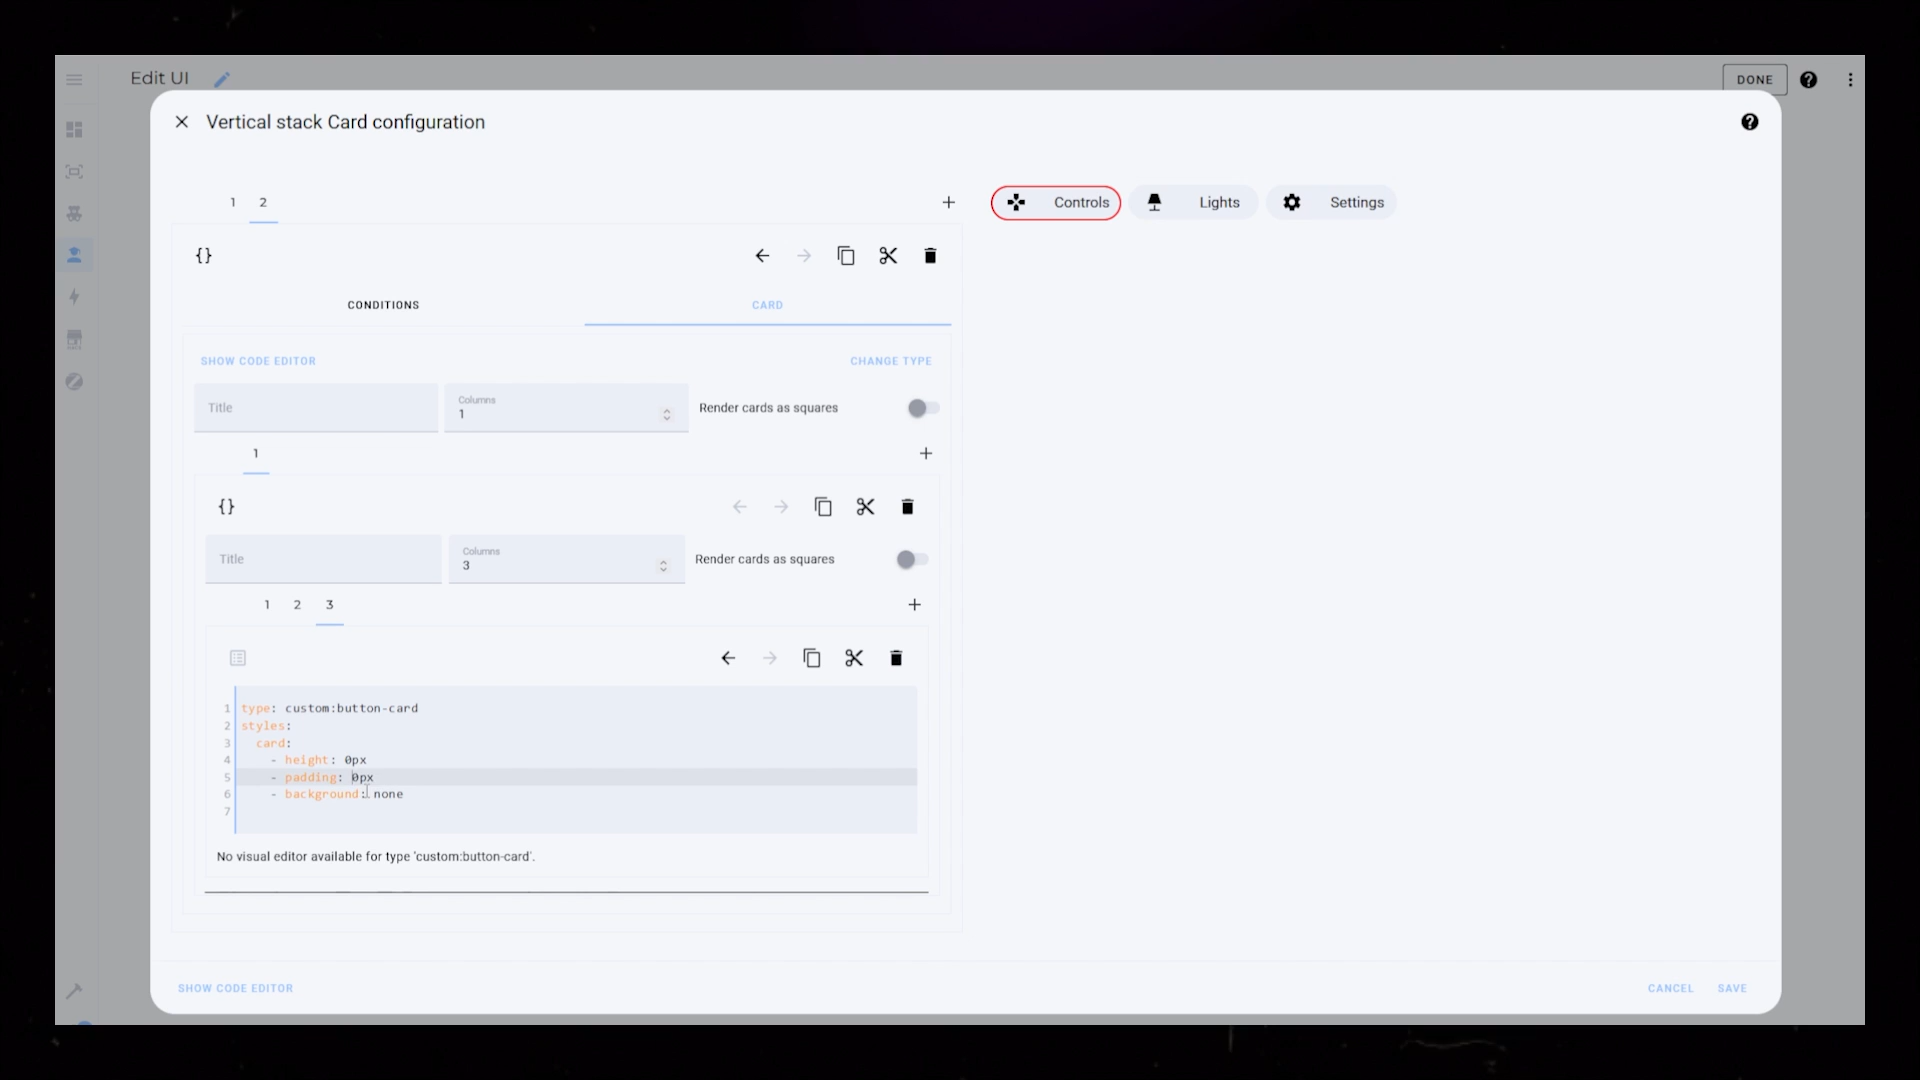 Edit UI
DONE
Vertical stack Card configuration
1 2
Controls
Lights
Settings
{}
CONDITIONS
CARD
SHOW CODE EDITOR
CHANGE TYPE
Title
Columns
1
Render cards as squares
1
{}
Title
Columns
3
Render cards as squares
1 2 3
1 type: custom:button-card
2 styles:
3   card:
4     - height: 0px
5     - padding: 0px
6     - background: none
7
No visual editor available for type 'custom:button-card'.
SHOW CODE EDITOR
CANCEL
SAVE